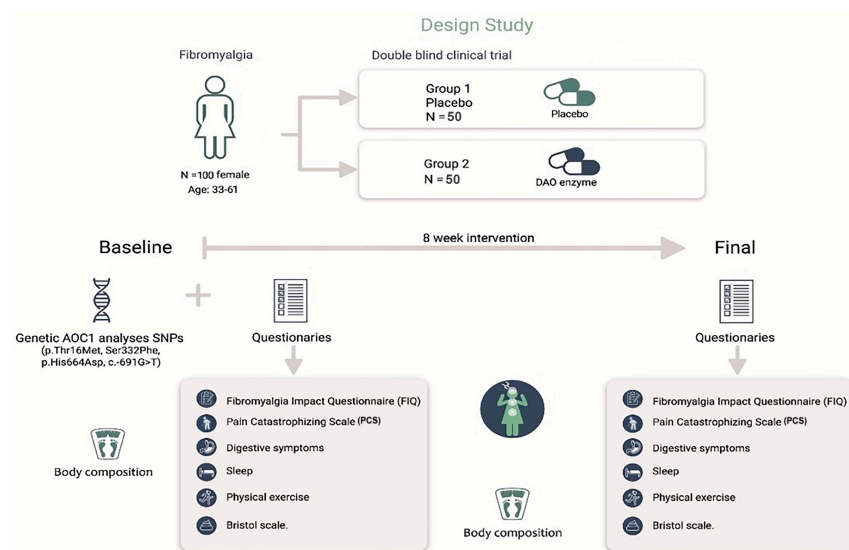 Design Study
Fibromyalgia
N =100 female
Age: 33-61
Double blind clinical trial
Group 1
Placebo
N = 50
Placebo
Group 2
N = 50
DAO enzyme
Baseline
8 week intervention
Final
Genetic AOC1 analyses SNPs
(p.Thr16Met, Ser332Phe,
p.His664Asp, c.-691G>T)
Questionaries
Questionaries
Body composition
Fibromyalgia Impact Questionnaire (FIQ)
Pain Catastrophizing Scale (PCS)
Digestive symptoms
Sleep
Physical exercise
Bristol scale.
Body composition
Fibromyalgia Impact Questionnaire (FIQ)
Pain Catastrophizing Scale (PCS)
Digestive symptoms
Sleep
Physical exercise
Bristol scale.